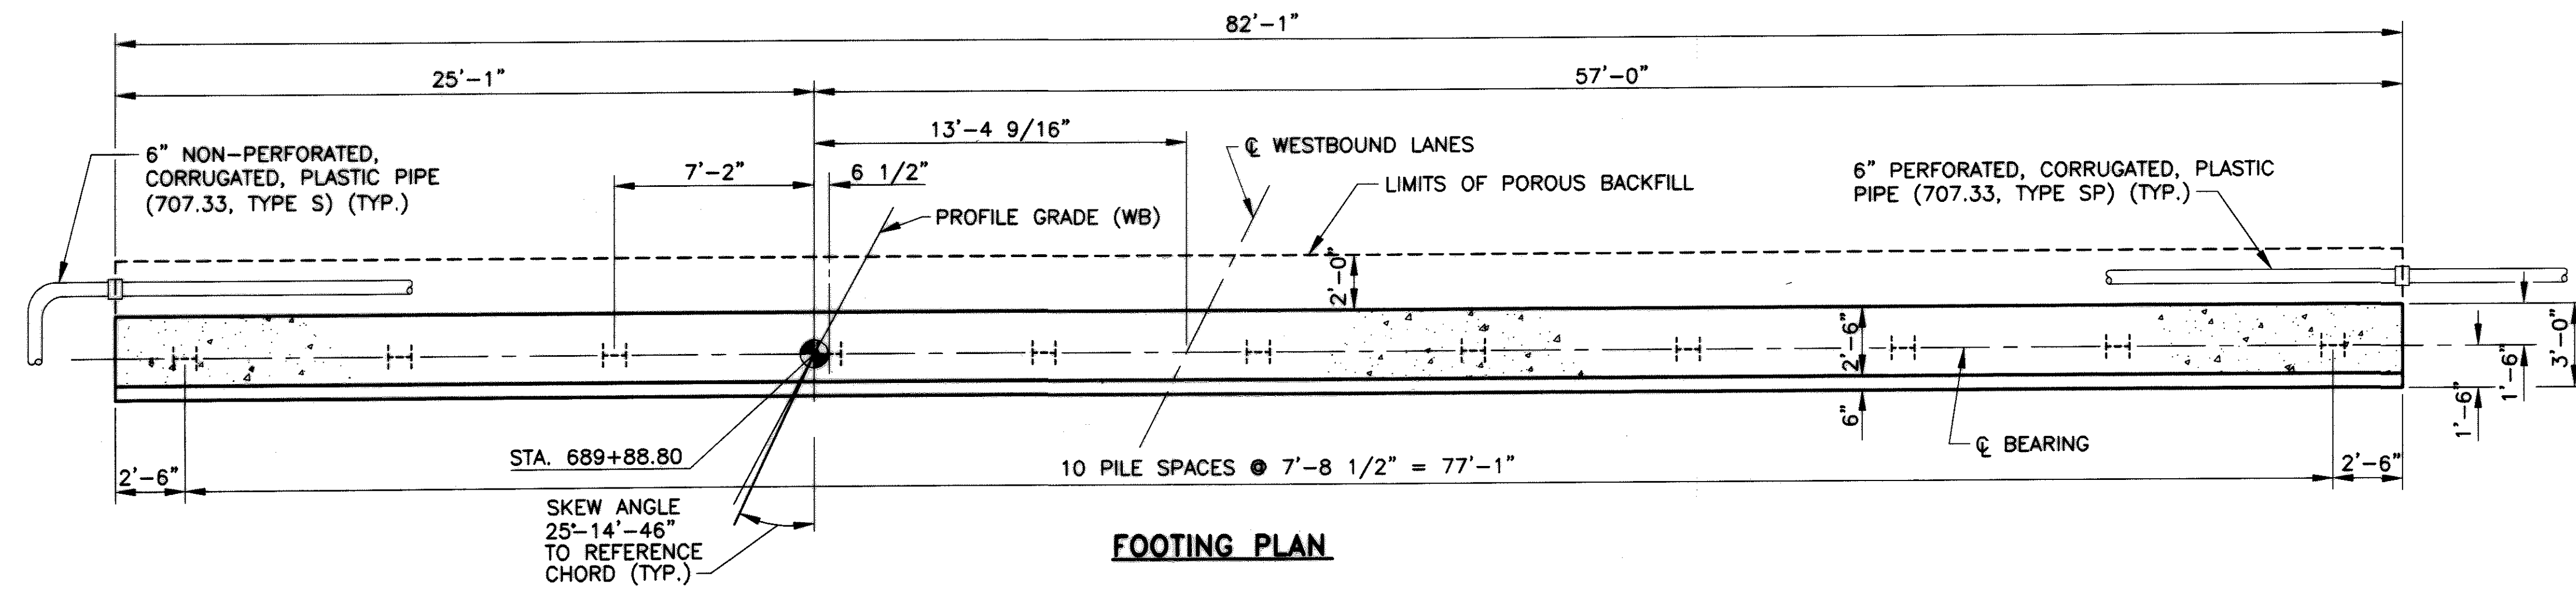 82'-1"
25'-1"
57'-0"
13'-4 9/16"
7'-2"
6 1/2"
6" NON-PERFORATED,
CORRUGATED, PLASTIC PIPE
(707.33, TYPE S) (TYP.)
℄ WESTBOUND LANES
LIMITS OF POROUS BACKFILL
PROFILE GRADE (WB)
6" PERFORATED, CORRUGATED, PLASTIC
PIPE (707.33, TYPE SP) (TYP.)
2'-0"
2'-6"
6"
3'-0"
1'-6"
1'-6"
℄ BEARING
STA. 689+88.80
10 PILE SPACES @ 7'-8 1/2" = 77'-1"
2'-6"
2'-6"
SKEW ANGLE
25°-14'-46"
TO REFERENCE
CHORD (TYP.)
FOOTING PLAN